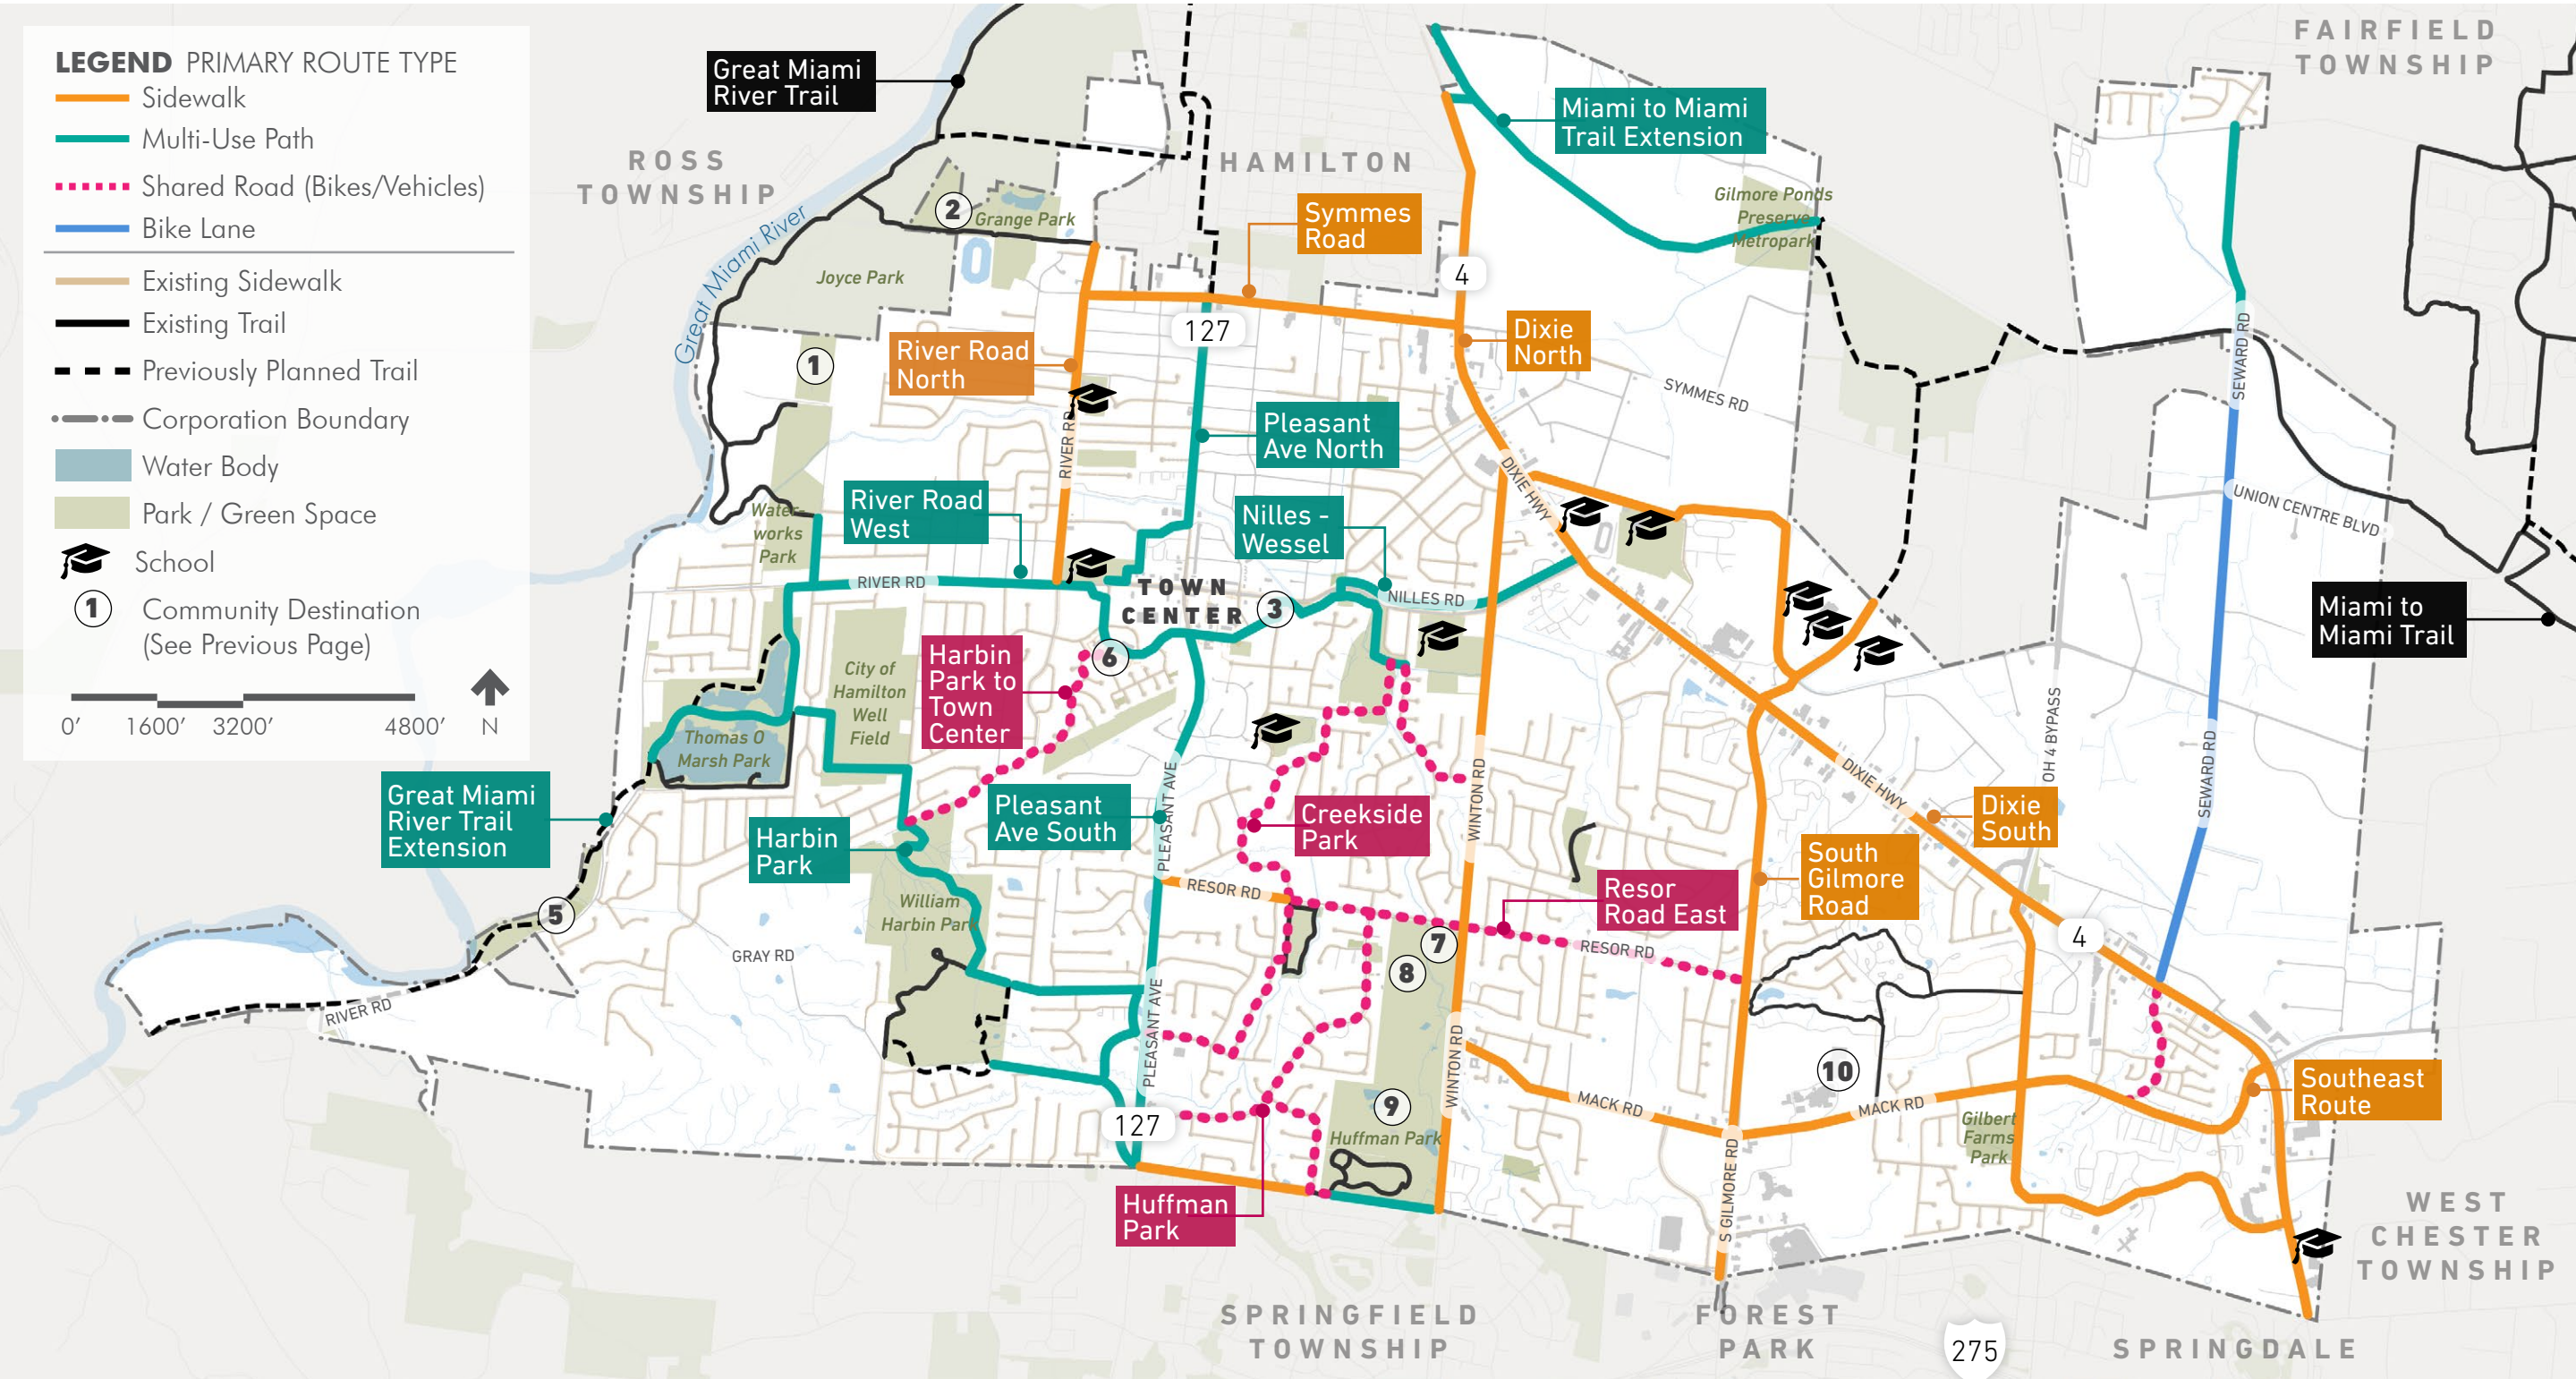 LEGEND PRIMARY ROUTE TYPE
Sidewalk
Multi-Use Path
Shared Road (Bikes/Vehicles)
Bike Lane
Existing Sidewalk
Existing Trail
Previously Planned Trail
Corporation Boundary
Water Body
Park / Green Space
School
1
Community Destination
(See Previous Page)
0'
1600'
3200'
4800'
N
FAIRFIELD
TOWNSHIP
Great Miami
River Trail
ROSS
TOWNSHIP
HAMILTON
Miami to Miami
Trail Extension
Gilmore Ponds
Preserve
Metropark
2
Grange Park
Symmes
Road
Great Miami River
Joyce Park
4
127
1
River Road
North
Dixie
North
SYMMES RD
SEWARD RD
RIVER RD
Pleasant
Ave North
DIXIE HWY
River Road
West
Water-
works
Park
Nilles -
Wessel
UNION CENTRE BLVD
RIVER RD
TOWN
CENTER
3
NILLES RD
Miami to
Miami Trail
6
Harbin
Park to
Town
Center
City of
Hamilton
Well
Field
Thomas O
Marsh Park
OH 4 BYPASS
SEWARD RD
Great Miami
River Trail
Extension
Harbin
Park
Pleasant
Ave South
PLEASANT AVE
Creekside
Park
WINTON RD
DIXIE HWY
Dixie
South
South
Gilmore
Road
RESOR RD
Resor
Road East
5
William
Harbin Park
GRAY RD
7
8
RESOR RD
4
RIVER RD
PLEASANT AVE
WINTON RD
10
Southeast
Route
127
9
Huffman Park
MACK RD
MACK RD
Gilbert
Farms
Park
S GILMORE RD
Huffman
Park
WEST
CHESTER
TOWNSHIP
SPRINGFIELD
TOWNSHIP
FOREST
PARK
275
SPRINGDALE